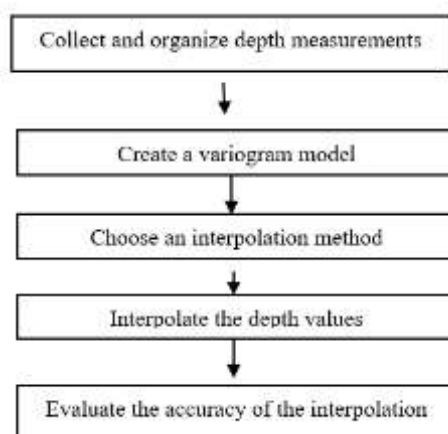 Collect and organize depth measurements
Create a variogram model
Choose an interpolation method
Interpolate the depth values
Evaluate the accuracy of the interpolation